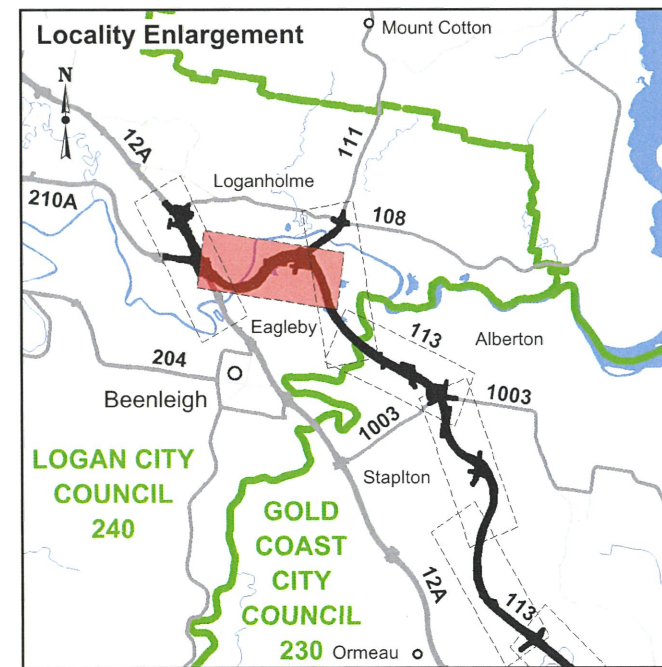 Locality Enlargement
Mount Cotton
N
12A
111
210A
Loganholme
108
Eagleby
113
Alberton
204
Beenleigh
1003
1003
LOGAN CITY
COUNCIL
240
Staplton
GOLD
COAST
CITY
COUNCIL
230
12A
113
Ormeau